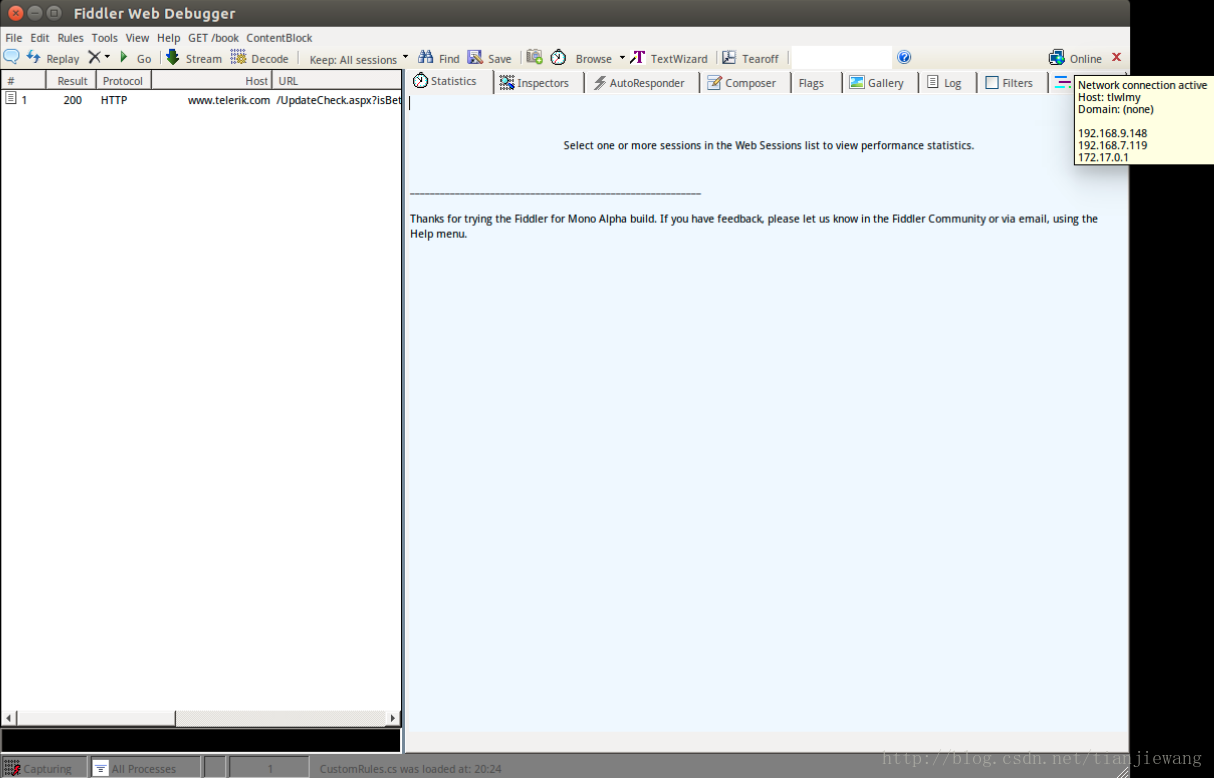 Fiddler Web Debugger
File Edit Rules Tools View Help GET /book ContentBlock
Replay Go Stream Decode Keep: All sessions Find Save Browse TextWizard Tearoff Online
# Result Protocol Host URL
1 200 HTTP www.telerik.com /UpdateCheck.aspx?isBet
Statistics Inspectors AutoResponder Composer Flags Gallery Log Filters
Network connection active
Host: tlwlmy
Domain: (none)
192.168.9.148
192.168.7.119
172.17.0.1
Select one or more sessions in the Web Sessions list to view performance statistics.
Thanks for trying the Fiddler for Mono Alpha build. If you have feedback, please let us know in the Fiddler Community or via email, using the
Help menu.
http://blog.csdn.net/tianjiewang
Capturing All Processes 1 CustomRules.cs was loaded at: 20:24